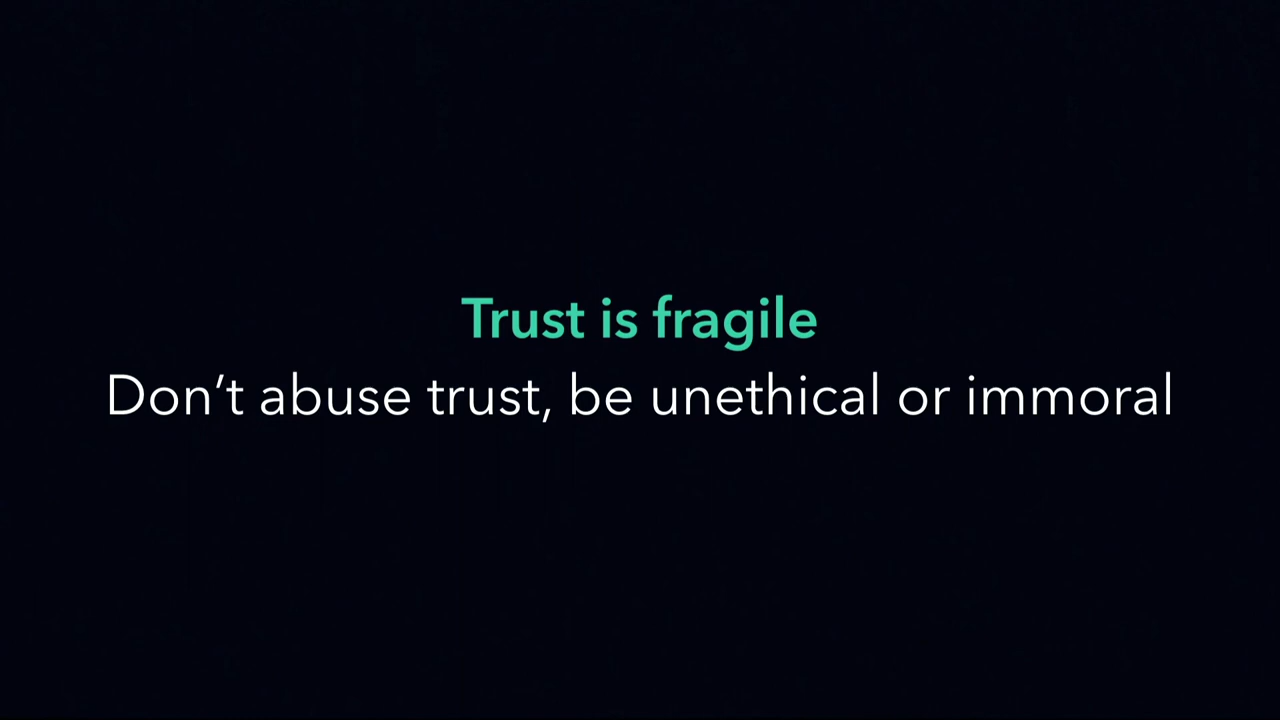 Trust is fragile
Don’t abuse trust, be unethical or immoral